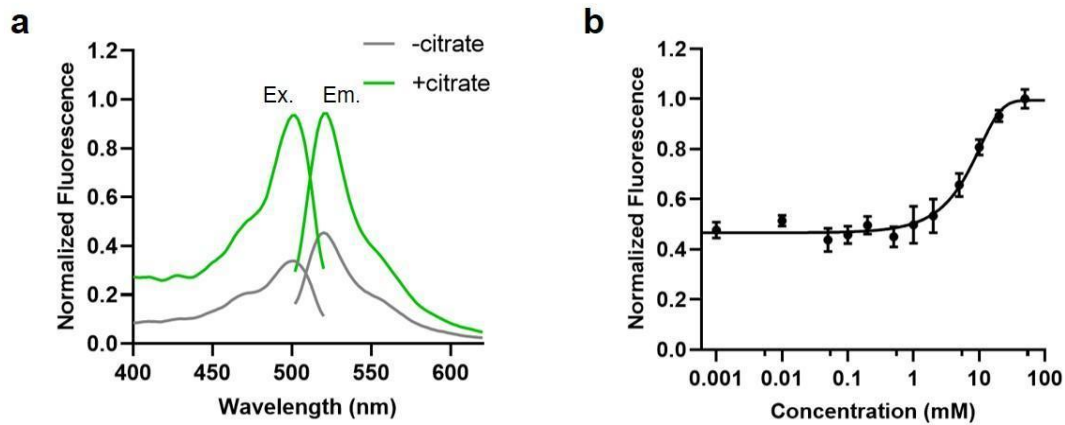 a
-citrate
+citrate
Ex. Em.
1.2
1.0
0.8
0.6
0.4
0.2
0.0
Normalized Fluorescence
400 450 500 550 600
Wavelength (nm)
b
1.2
1.0
0.8
0.6
0.4
0.2
0.0
Normalized Fluorescence
0.001 0.01 0.1 1 10 100
Concentration (mM)